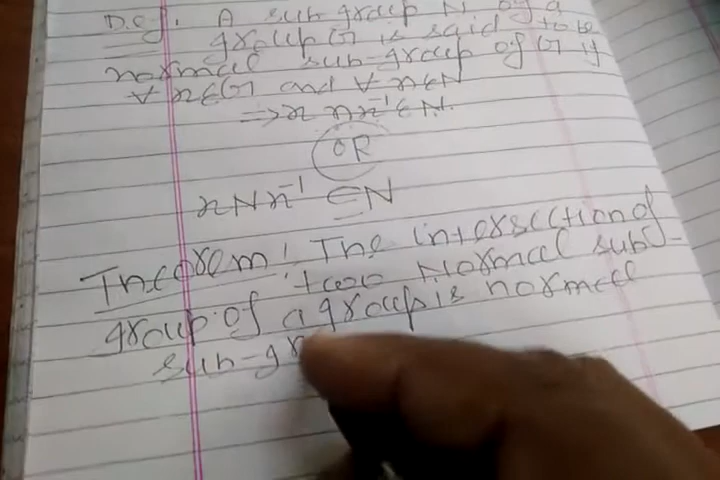 Def. A sub group N of a
group G is said to be
normal sub-group of G if
∀ x∈G and ∀ n∈N
⇒ x n x⁻¹ ∈ N.
OR
xNx⁻¹ ⊆ N
Theorem: The intersection of
two Normal sub-
group of a group is normal
sub-gr